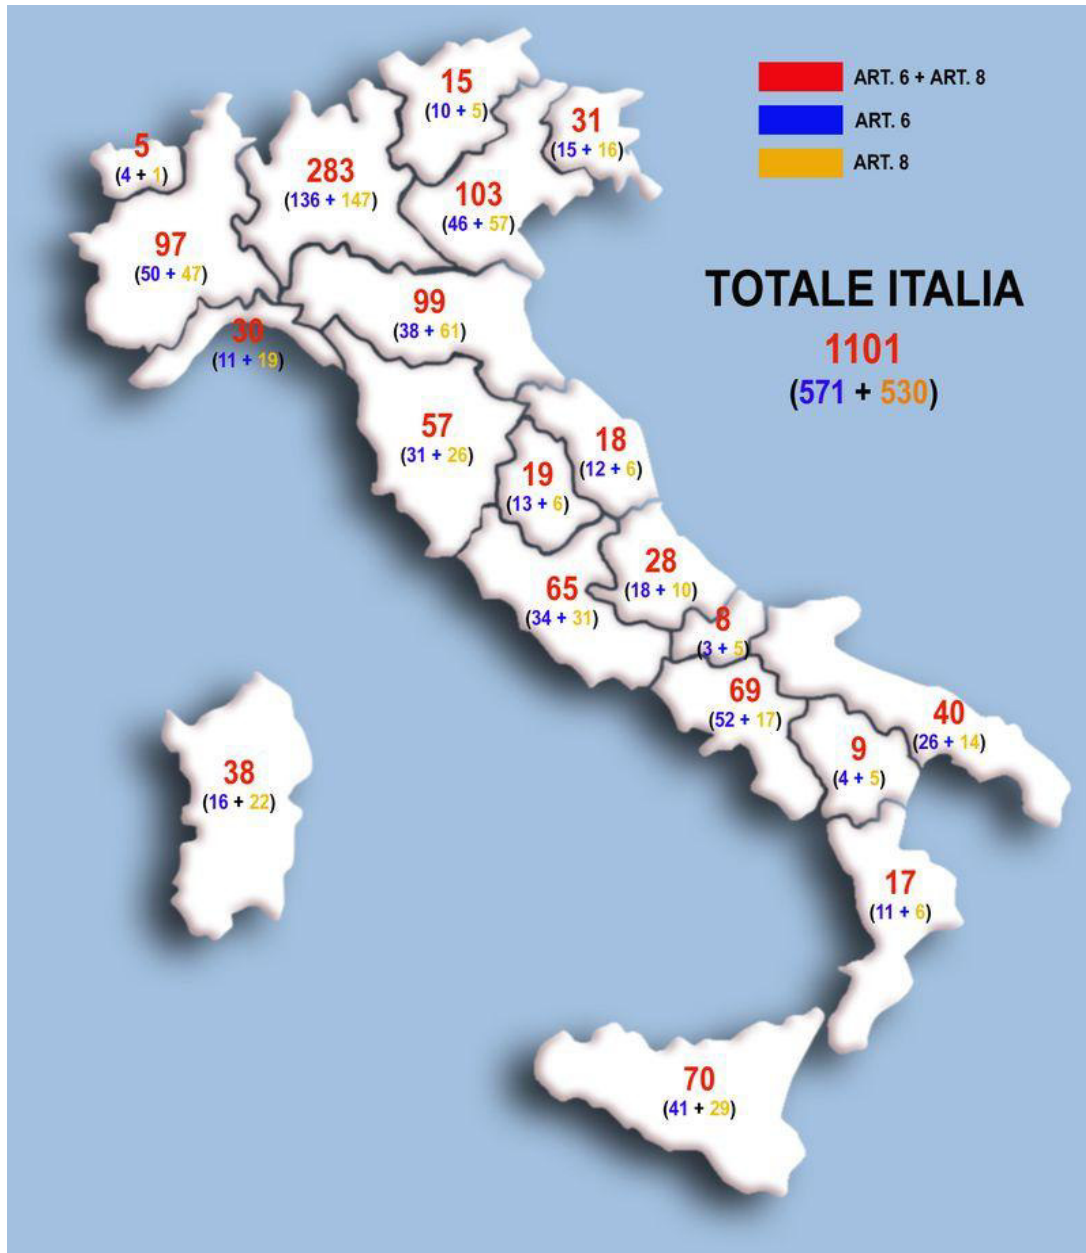 ART. 6 + ART. 8
ART. 6
ART. 8
TOTALE ITALIA
1101
(571 + 530)
15
(10 + 5)
31
(15 + 16)
5
(4 + 1)
283
(136 + 147)
103
(46 + 57)
97
(50 + 47)
99
(38 + 61)
30
(11 + 19)
57
(31 + 26)
18
(12 + 6)
19
(13 + 6)
28
(18 + 10)
65
(34 + 31)
8
(3 + 5)
69
(52 + 17)
40
(26 + 14)
9
(4 + 5)
38
(16 + 22)
17
(11 + 6)
70
(41 + 29)